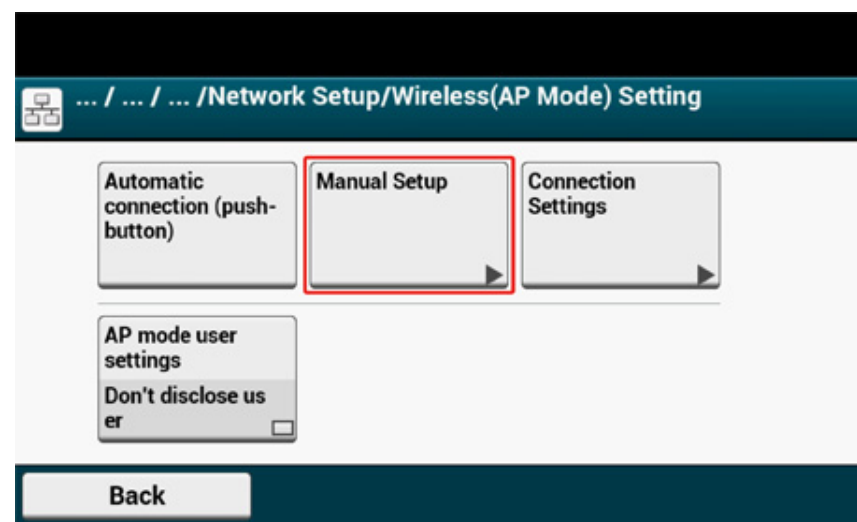 ... / ... / ... /Network Setup/Wireless(AP Mode) Setting
Automatic
connection (push-
button)
Manual Setup
Connection
Settings
AP mode user
settings
Don't disclose us
er
Back